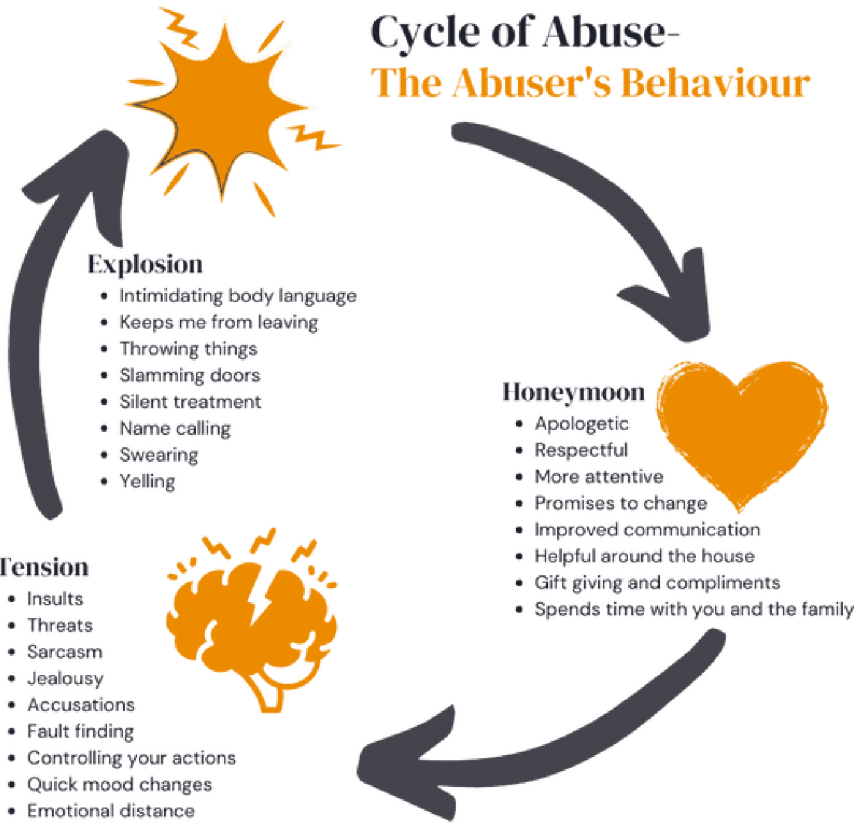 Cycle of Abuse-
The Abuser's Behaviour
Explosion
• Intimidating body language
• Keeps me from leaving
• Throwing things
• Slamming doors
• Silent treatment
• Name calling
• Swearing
• Yelling
Honeymoon
• Apologetic
• Respectful
• More attentive
• Promises to change
• Improved communication
• Helpful around the house
• Gift giving and compliments
• Spends time with you and the family
Tension
• Insults
• Threats
• Sarcasm
• Jealousy
• Accusations
• Fault finding
• Controlling your actions
• Quick mood changes
• Emotional distance